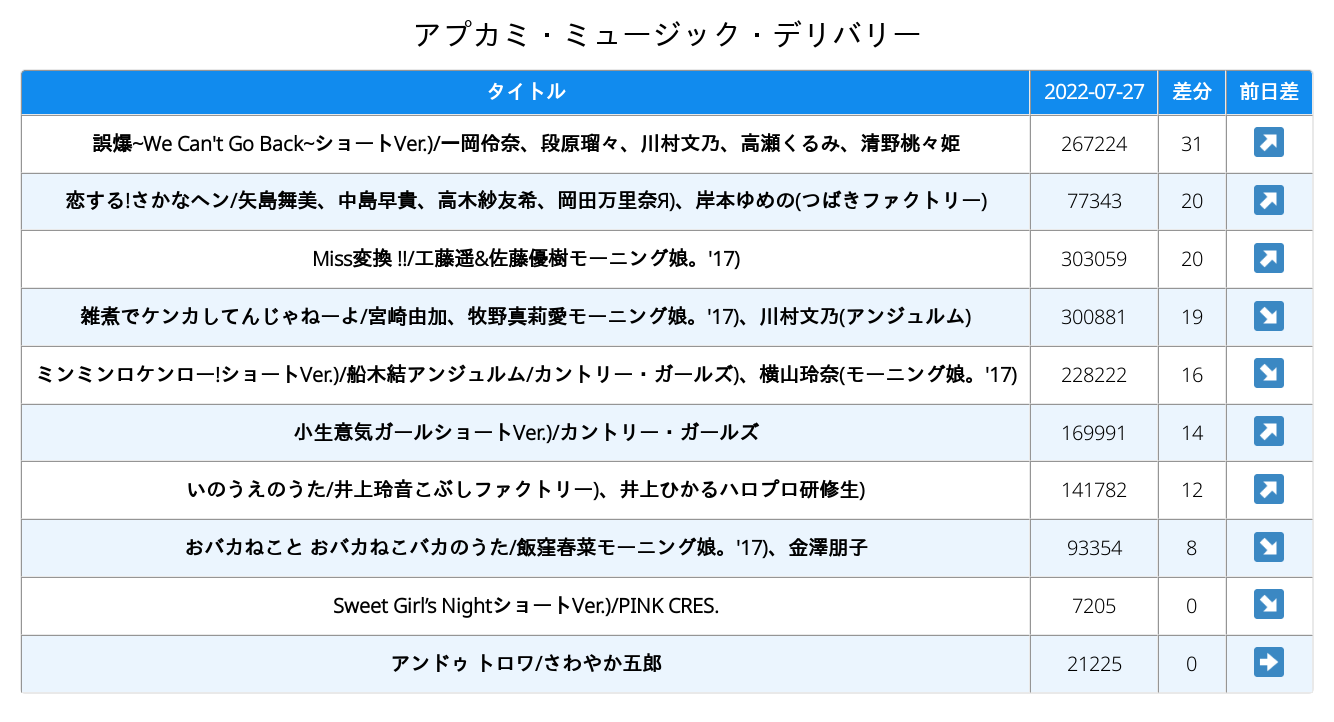 アプカミ・ミュージック・デリバリー
タイトル 2022-07-27 差分 前日差
誤爆~We Can't Go Back~ショートVer.)/一岡伶奈、段原瑠々、川村文乃、高瀬くるみ、清野桃々姫 267224 31
恋する!さかなヘン/矢島舞美、中島早貴、高木紗友希、岡田万里奈Я)、岸本ゆめの(つばきファクトリー) 77343 20
Miss変換 !!/工藤遥&佐藤優樹モーニング娘。'17) 303059 20
雑煮でケンカしてんじゃねーよ/宮崎由加、牧野真莉愛モーニング娘。'17)、川村文乃(アンジュルム) 300881 19
ミンミンロケンロー!ショートVer.)/船木結アンジュルム/カントリー・ガールズ)、横山玲奈(モーニング娘。'17) 228222 16
小生意気ガールショートVer.)/カントリー・ガールズ 169991 14
いのうえのうた/井上玲音こぶしファクトリー)、井上ひかるハロプロ研修生) 141782 12
おバカねこと おバカねこバカのうた/飯窪春菜モーニング娘。'17)、金澤朋子 93354 8
Sweet Girl’s NightショートVer.)/PINK CRES. 7205 0
アンドゥ トロワ/さわやか五郎 21225 0